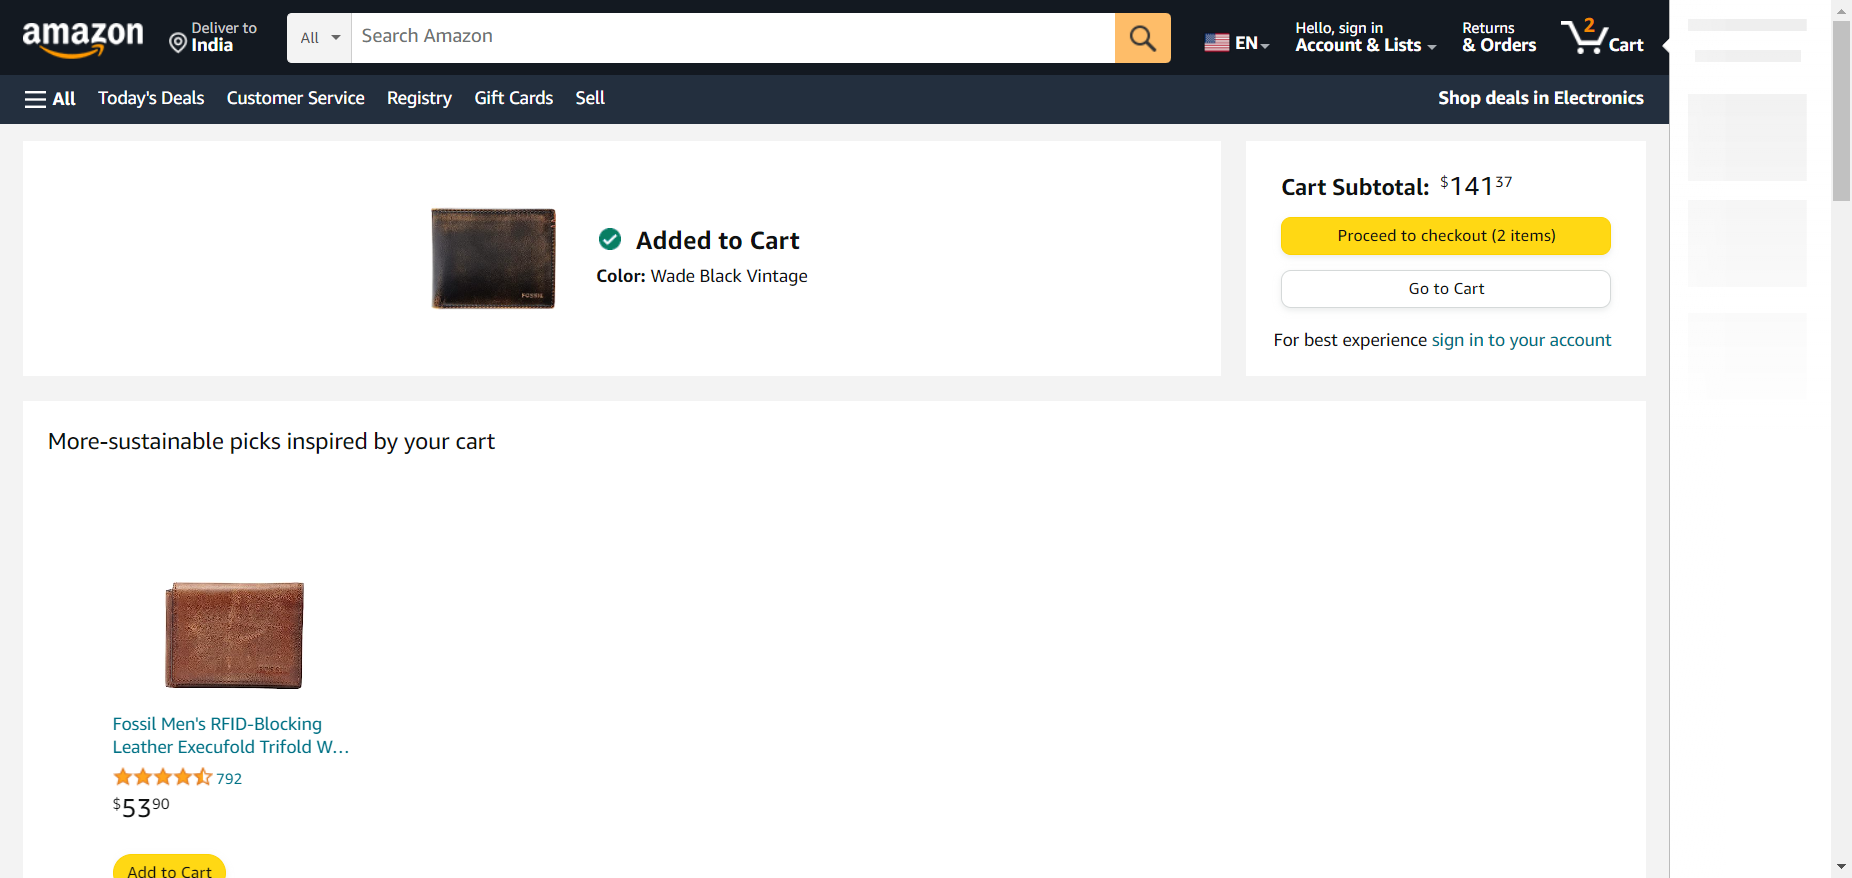 amazon
Deliver to
India
All
Search Amazon
EN
Hello, sign in
Account & Lists
Returns
& Orders
2
Cart
All
Today's Deals
Customer Service
Registry
Gift Cards
Sell
Shop deals in Electronics
FOSSIL
Added to Cart
Color: Wade Black Vintage
Cart Subtotal: $141 37
Proceed to checkout (2 items)
Go to Cart
For best experience sign in to your account
More-sustainable picks inspired by your cart
FOSSIL
Fossil Men's RFID-Blocking
Leather Execufold Trifold W...
792
$53 90
Add to Cart